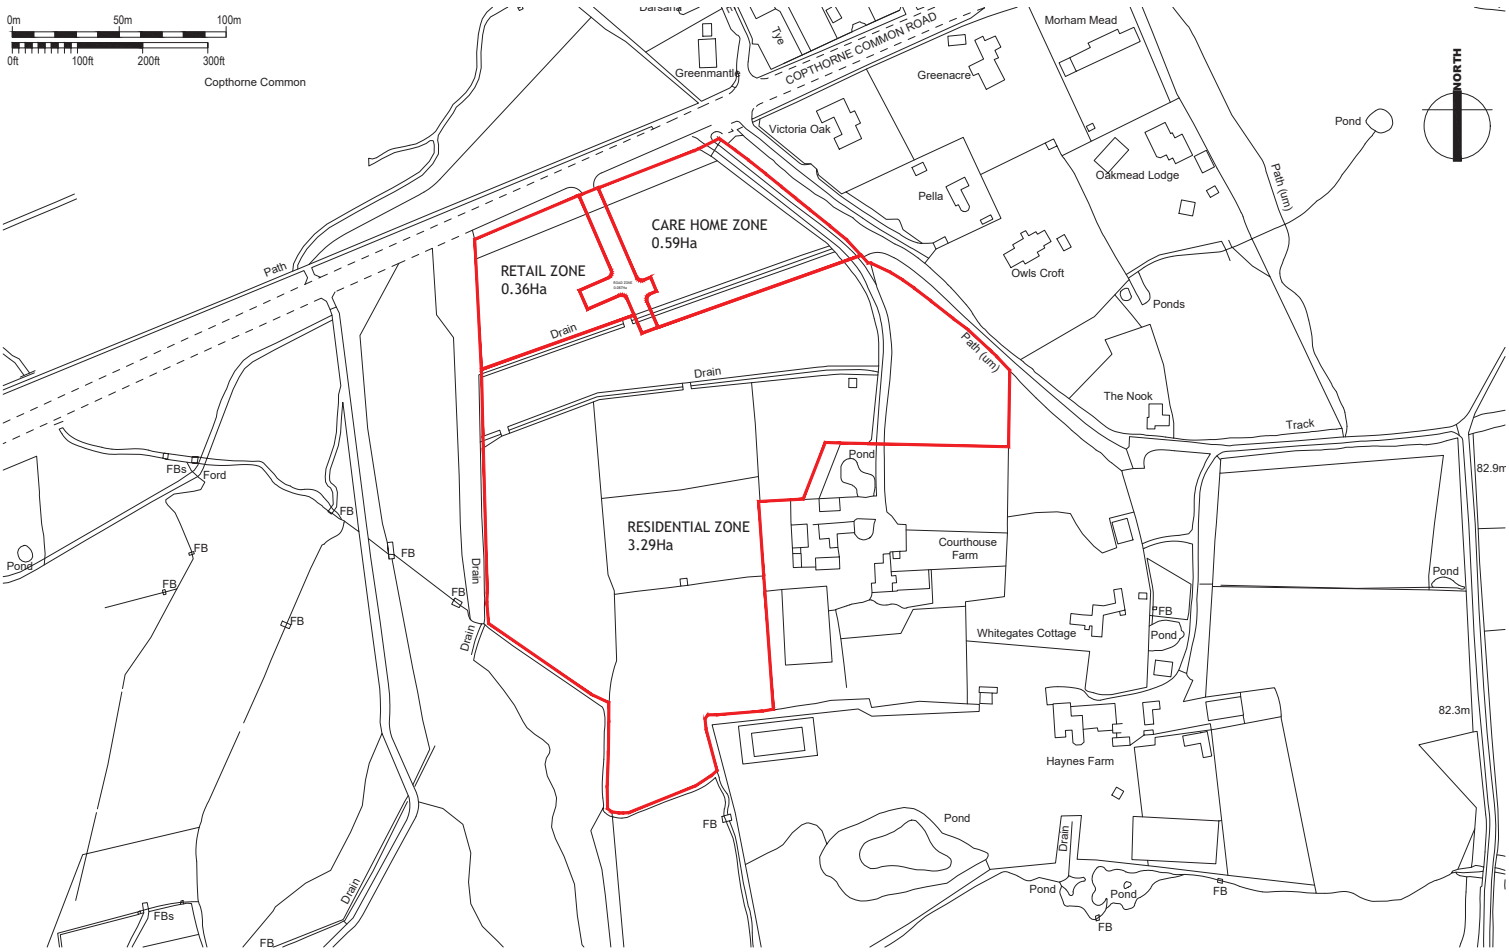 0m
50m
100m
0ft
100ft
200ft
300ft
Copthorne Common
Greenmantle
Tye
COPTHORNE COMMON ROAD
Morham Mead
Greenacre
NORTH
Victoria Oak
Pond
Oakmead Lodge
Path (um)
Pella
CARE HOME ZONE
0.59Ha
Path
RETAIL ZONE
0.36Ha
Owls Croft
Ponds
Drain
Path (um)
Drain
The Nook
Track
Pond
FBs
Ford
82.9m
FB
RESIDENTIAL ZONE
3.29Ha
Courthouse
Farm
FB
FB
Pond
Drain
Pond
FB
FB
FB
FB
Drain
Whitegates Cottage
Pond
82.3m
Haynes Farm
FB
Pond
Drain
Drain
Pond
Pond
FB
FBs
FB
FB